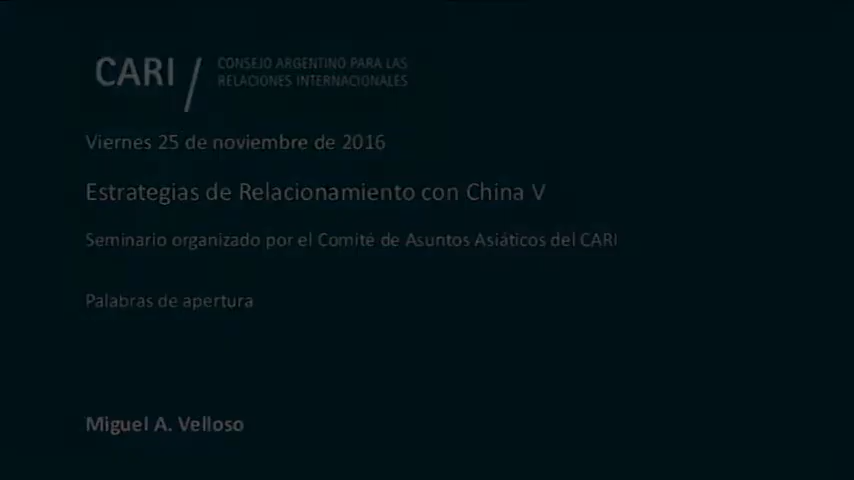 CARI /
CONSEJO ARGENTINO PARA LAS
RELACIONES INTERNACIONALES
Viernes 25 de noviembre de 2016
Estrategias de Relacionamiento con China V
Seminario organizado por el Comité de Asuntos Asiáticos del CARI
Palabras de apertura
Miguel A. Velloso